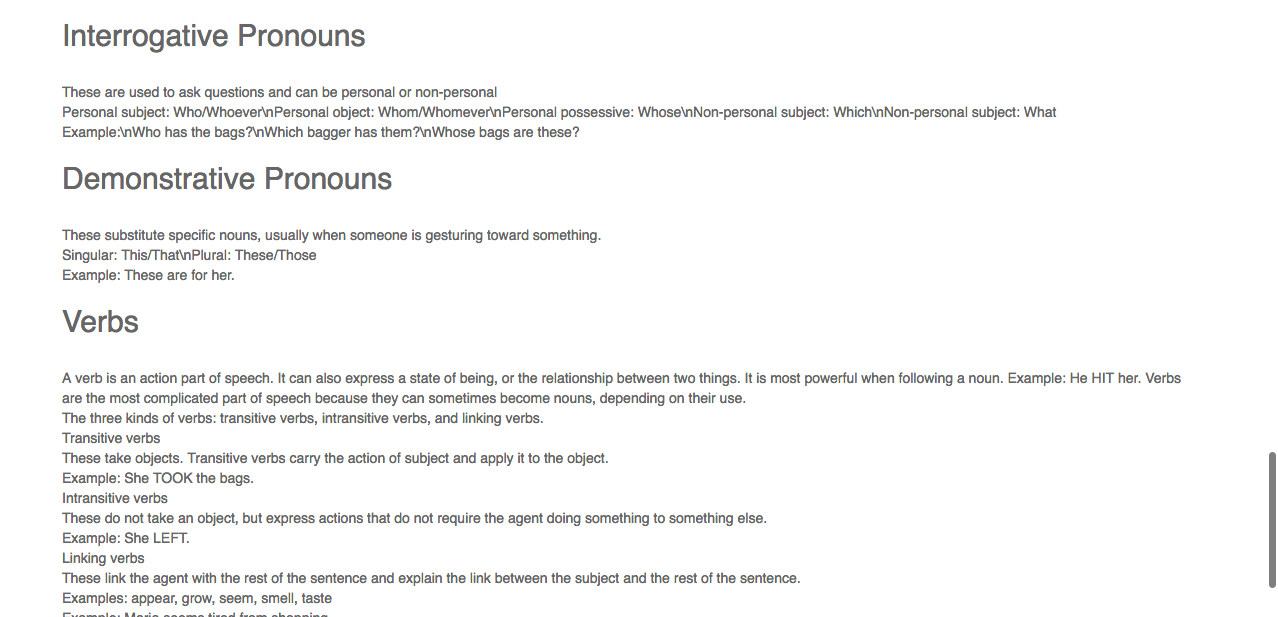 Interrogative Pronouns
These are used to ask questions and can be personal or non-personal
Personal subject: Who/Whoever\nPersonal object: Whom/Whomever\nPersonal possessive: Whose\nNon-personal subject: Which\nNon-personal subject: What
Example:\nWho has the bags?\nWhich bagger has them?\nWhose bags are these?
Demonstrative Pronouns
These substitute specific nouns, usually when someone is gesturing toward something.
Singular: This/That\nPlural: These/Those
Example: These are for her.
Verbs
A verb is an action part of speech. It can also express a state of being, or the relationship between two things. It is most powerful when following a noun. Example: He HIT her. Verbs
are the most complicated part of speech because they can sometimes become nouns, depending on their use.
The three kinds of verbs: transitive verbs, intransitive verbs, and linking verbs.
Transitive verbs
These take objects. Transitive verbs carry the action of subject and apply it to the object.
Example: She TOOK the bags.
Intransitive verbs
These do not take an object, but express actions that do not require the agent doing something to something else.
Example: She LEFT.
Linking verbs
These link the agent with the rest of the sentence and explain the link between the subject and the rest of the sentence.
Examples: appear, grow, seem, smell, taste
Example: Maria seems tired from shopping.